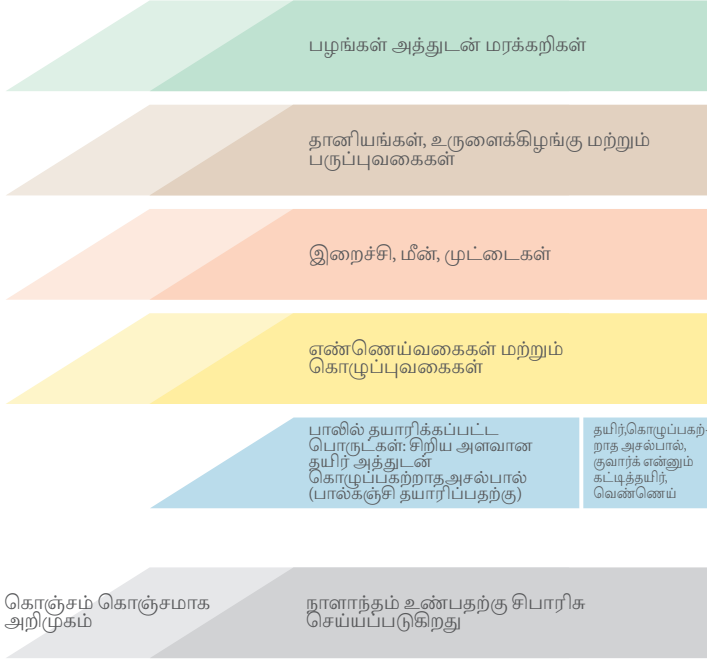 பழங்கள் அத்துடன் மரக்கறிகள்
தானியங்கள், உருளைக்கிழங்கு மற்றும்
பருப்புவகைகள்
இறைச்சி, மீன், முட்டைகள்
எண்ணெய்வகைகள் மற்றும்
கொழுப்புவகைகள்
பாலில் தயாரிக்கப்பட்ட
பொருட்கள்: சிறிய அளவான
தயிர் அத்துடன்
கொழுப்பகற்றாதஅசல்பால்
(பால்கஞ்சி தயாரிப்பதற்கு)
தயிர்,கொழுப்பகற்-
றாத அசல்பால்,
குவார்க் என்னும்
கட்டித்தயிர்,
வெண்ணெய்
கொஞ்சம் கொஞ்சமாக
அறிமுகம்
நாளாந்தம் உண்பதற்கு சிபாரிசு
செய்யப்படுகிறது